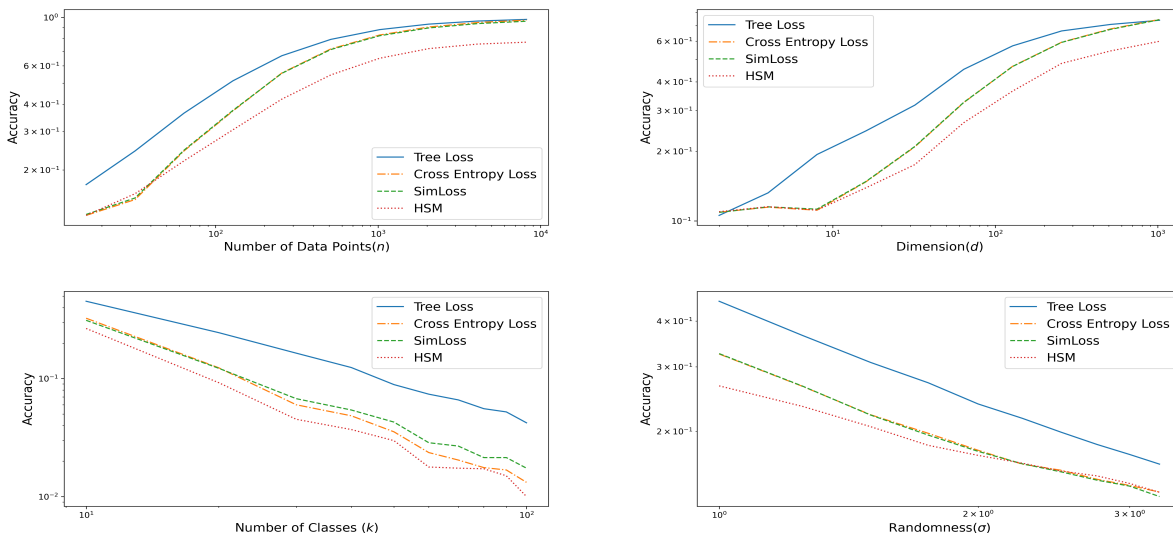 10⁰
6 × 10⁻¹
4 × 10⁻¹
3 × 10⁻¹
2 × 10⁻¹
Accuracy
Tree Loss
Cross Entropy Loss
SimLoss
HSM
10² 10³ 10⁴
Number of Data Points(n)
6 × 10⁻¹
4 × 10⁻¹
3 × 10⁻¹
2 × 10⁻¹
10⁻¹
Accuracy
Tree Loss
Cross Entropy Loss
SimLoss
HSM
10¹ 10² 10³
Dimension(d)
10⁻¹
10⁻²
Accuracy
Tree Loss
Cross Entropy Loss
SimLoss
HSM
10¹ 10²
Number of Classes (k)
4 × 10⁻¹
3 × 10⁻¹
2 × 10⁻¹
Accuracy
Tree Loss
Cross Entropy Loss
SimLoss
HSM
10⁰ 2 × 10⁰ 3 × 10⁰
Randomness(σ)